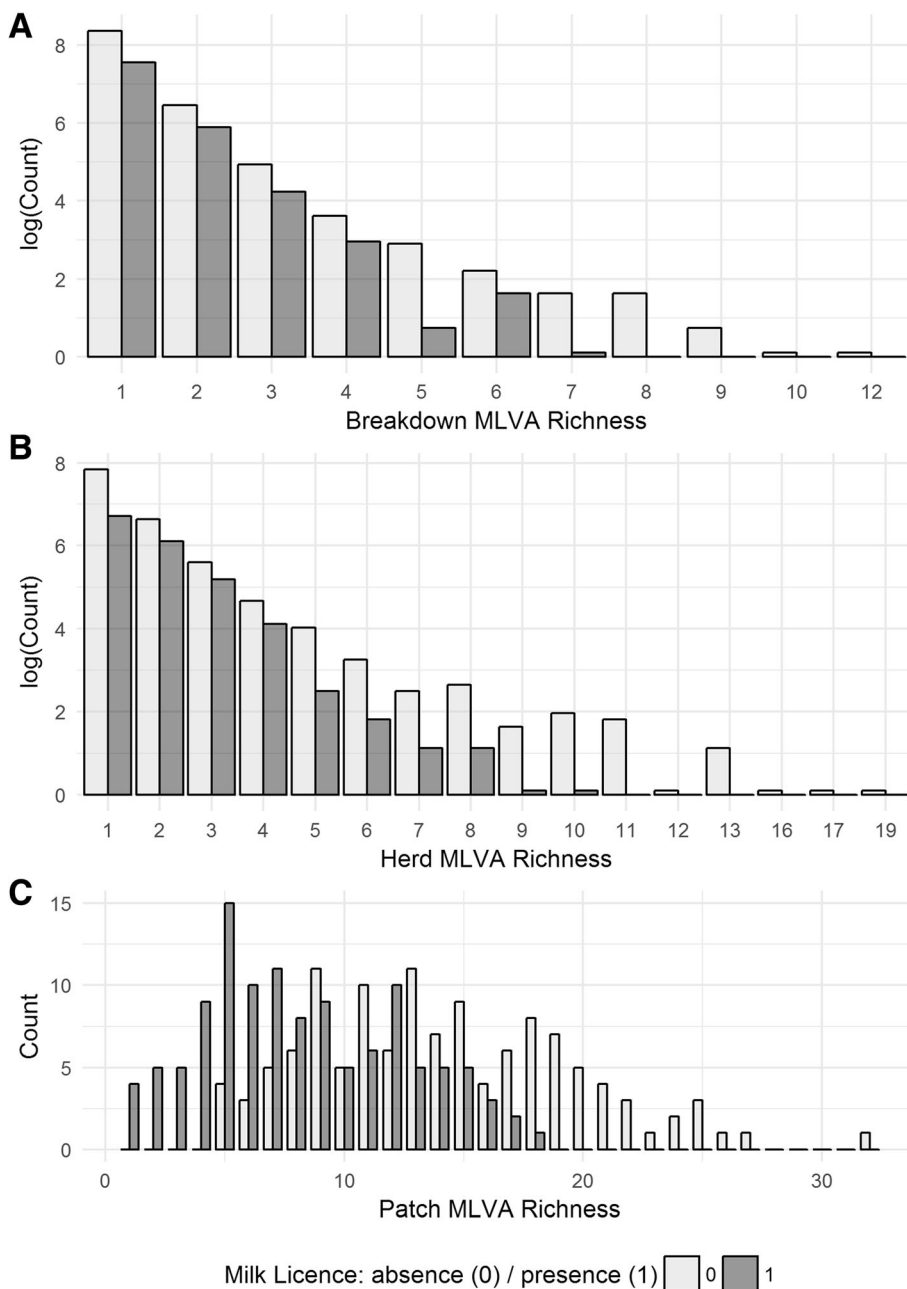 A
8
6
4
2
0
log(Count)
1 2 3 4 5 6 7 8 9 10 12
Breakdown MLVA Richness
B
8
6
4
2
0
log(Count)
1 2 3 4 5 6 7 8 9 10 11 12 13 16 17 19
Herd MLVA Richness
C
15
10
5
0
Count
0 10 20 30
Patch MLVA Richness
Milk Licence: absence (0) / presence (1) 0 1